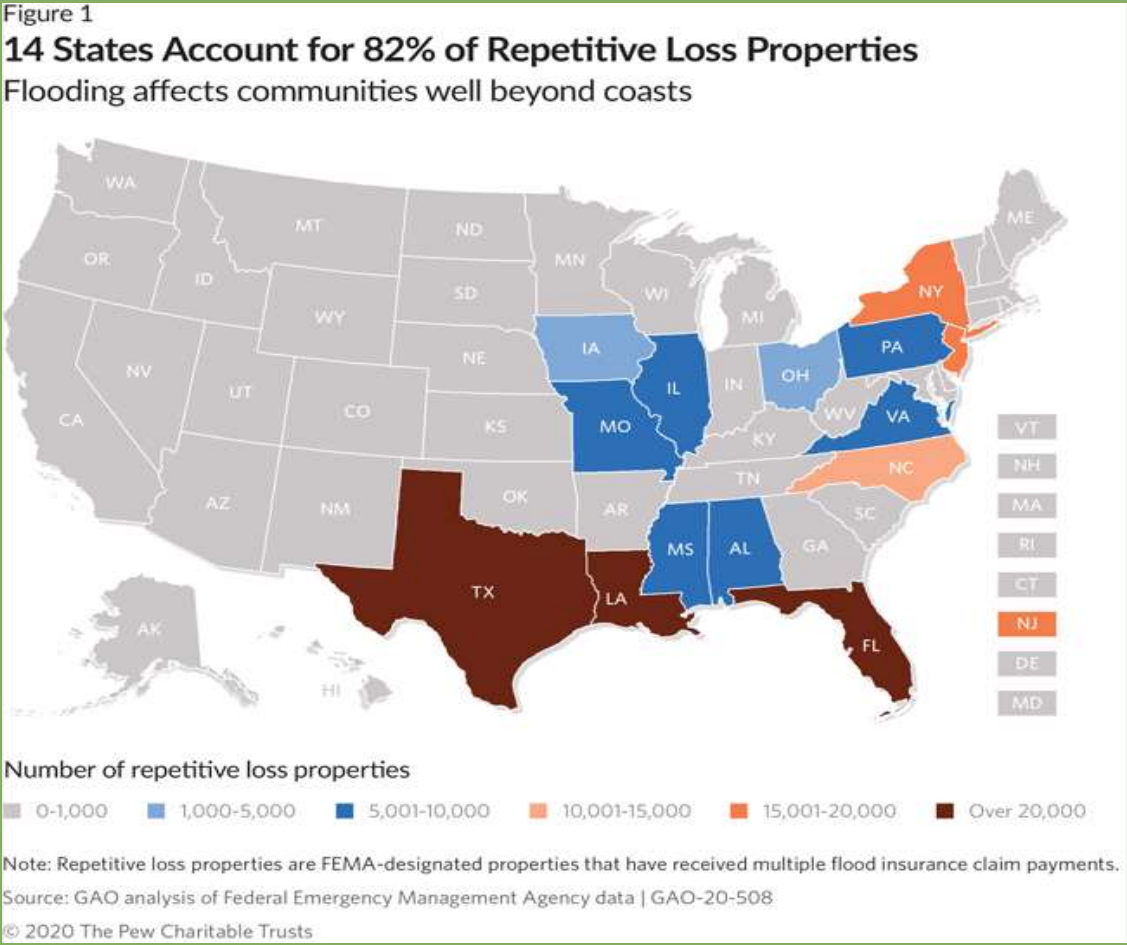 Figure 1
14 States Account for 82% of Repetitive Loss Properties
Flooding affects communities well beyond coasts
WA
MT
ND
MN
ME
OR
ID
SD
WI
NY
WY
MI
NE
IA
PA
NV
UT
CO
IL
IN
OH
CA
KS
MO
WV
VA
KY
VT
NC
NH
TN
OK
AZ
NM
AR
SC
MA
MS
AL
GA
RI
TX
LA
CT
AK
NJ
FL
DE
HI
MD
Number of repetitive loss properties
0-1,000 1,000-5,000 5,001-10,000 10,001-15,000 15,001-20,000 Over 20,000
Note: Repetitive loss properties are FEMA-designated properties that have received multiple flood insurance claim payments.
Source: GAO analysis of Federal Emergency Management Agency data | GAO-20-508
© 2020 The Pew Charitable Trusts